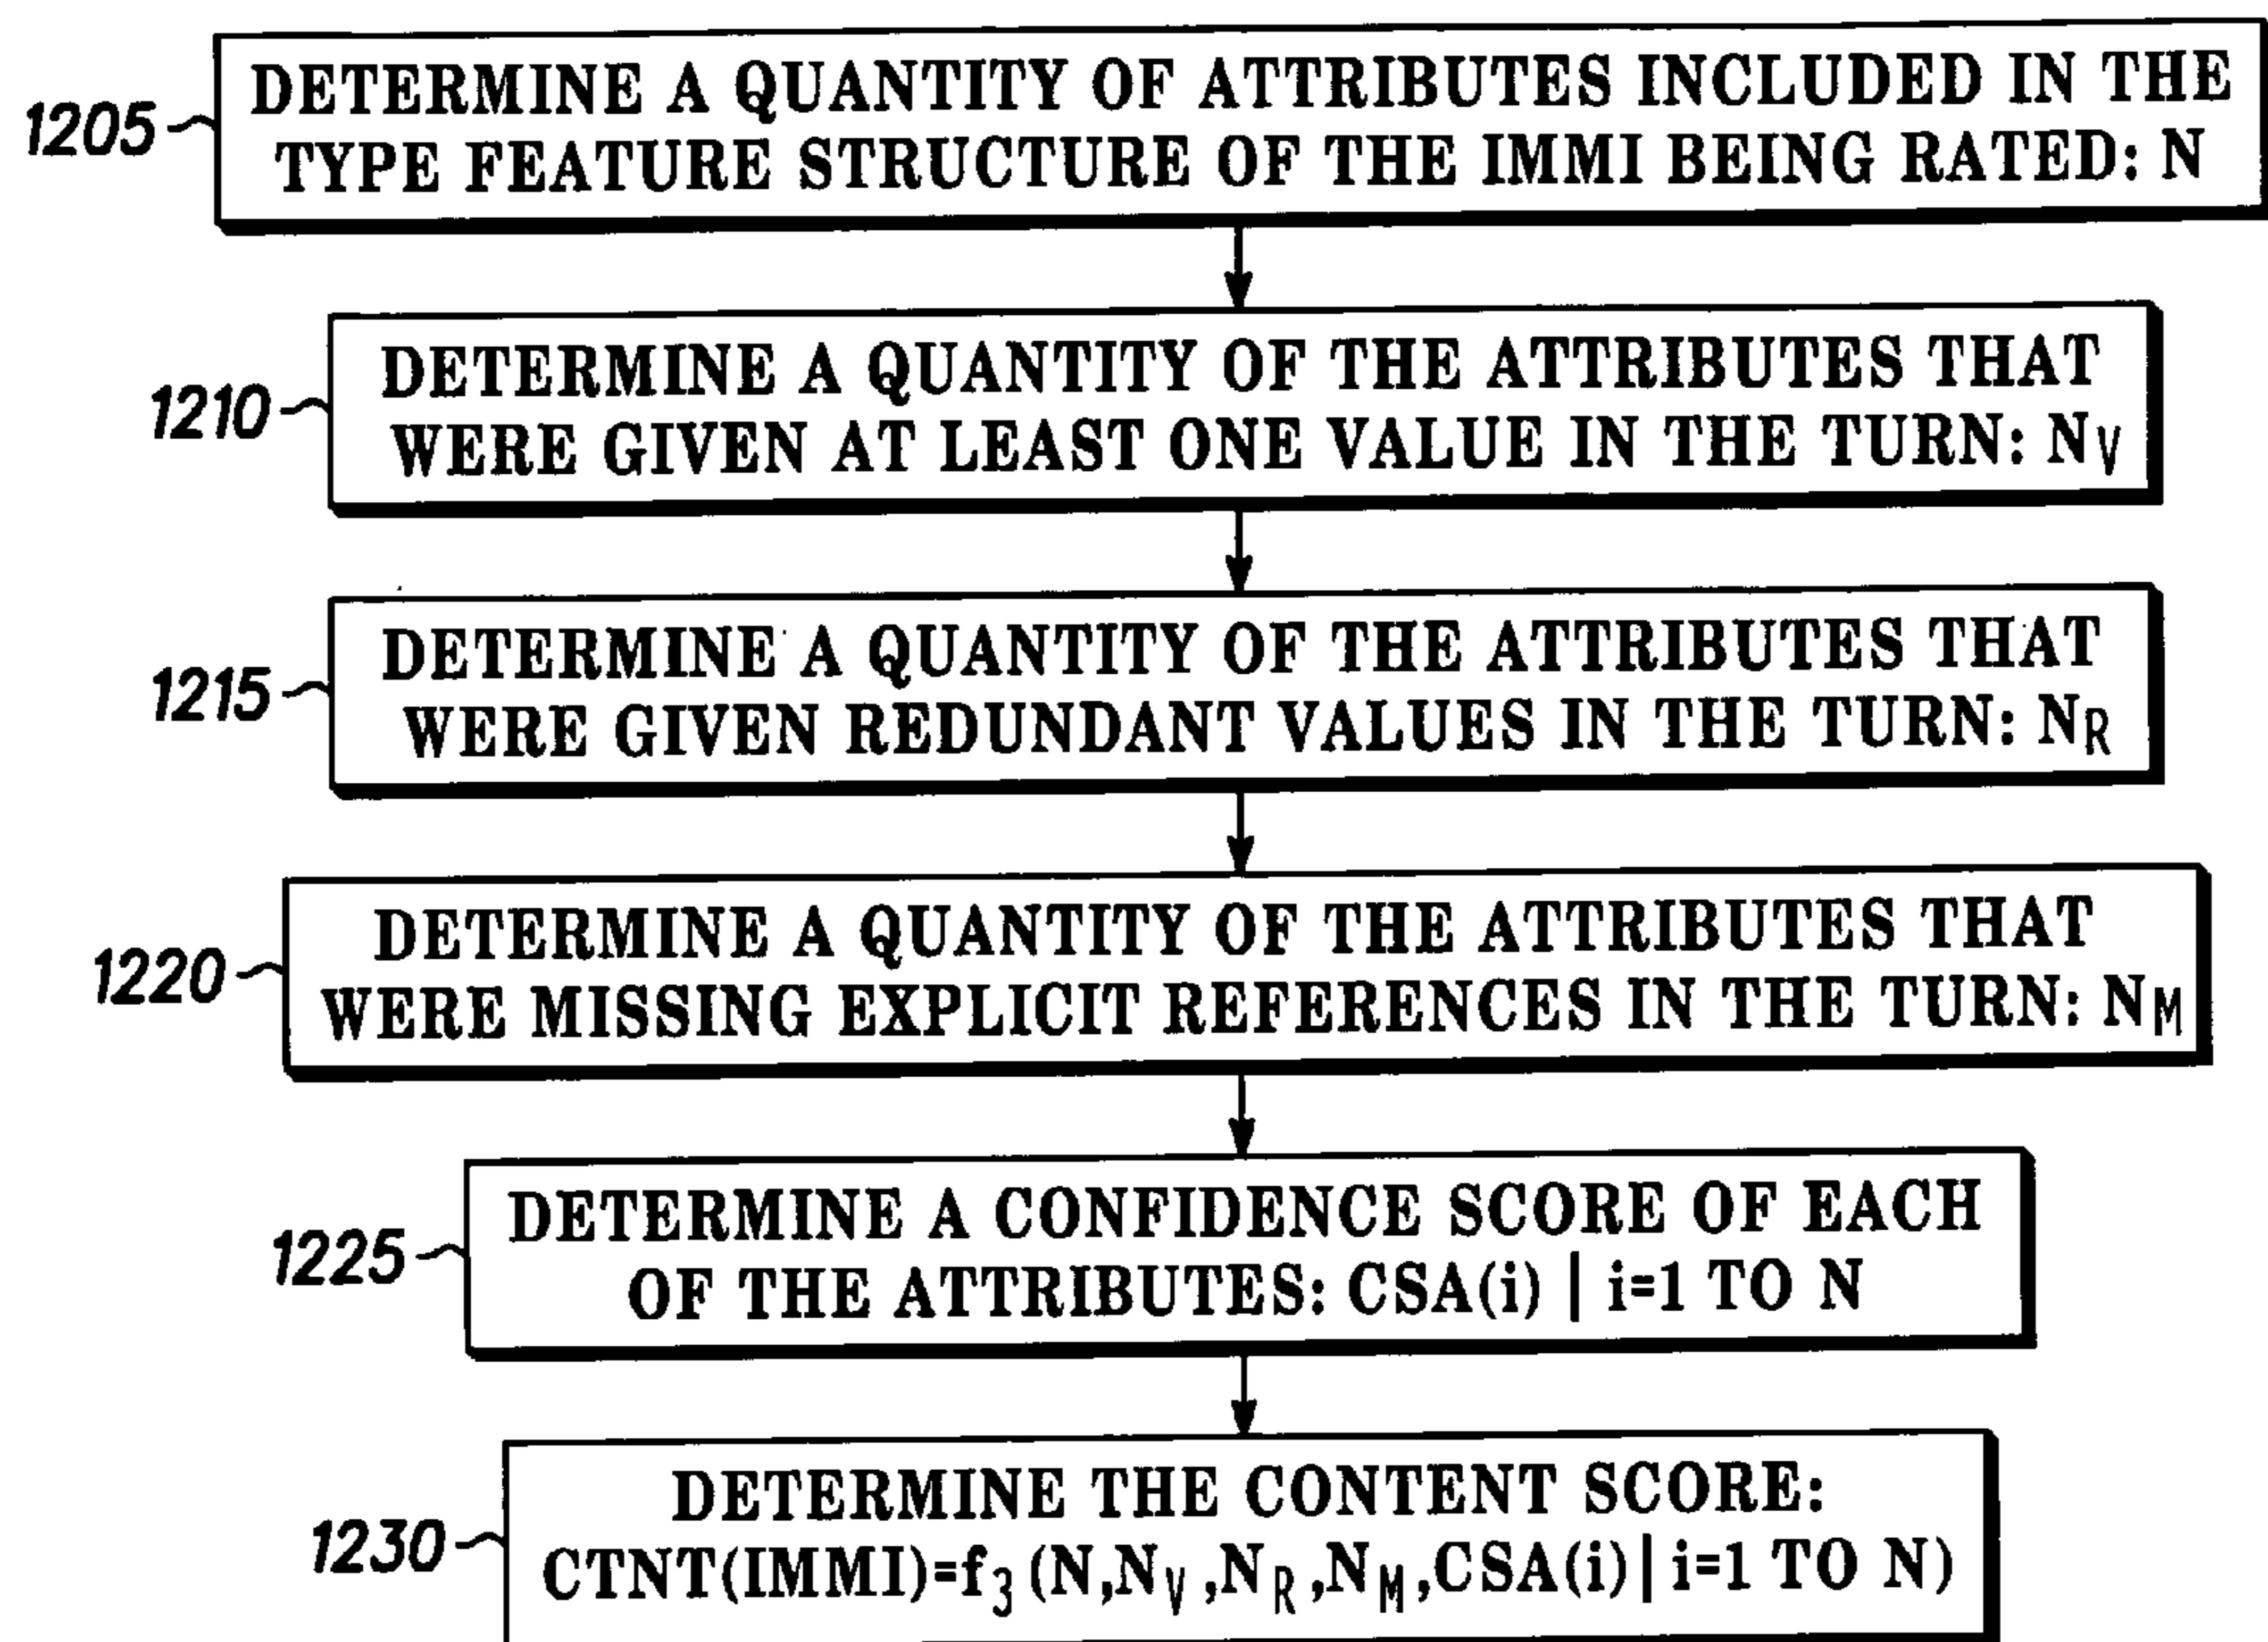 1205
DETERMINE A QUANTITY OF ATTRIBUTES INCLUDED IN THE
TYPE FEATURE STRUCTURE OF THE IMMI BEING RATED: N
1210
DETERMINE A QUANTITY OF THE ATTRIBUTES THAT
WERE GIVEN AT LEAST ONE VALUE IN THE TURN: NV
1215
DETERMINE A QUANTITY OF THE ATTRIBUTES THAT
WERE GIVEN REDUNDANT VALUES IN THE TURN: NR
1220
DETERMINE A QUANTITY OF THE ATTRIBUTES THAT
WERE MISSING EXPLICIT REFERENCES IN THE TURN: NM
1225
DETERMINE A CONFIDENCE SCORE OF EACH
OF THE ATTRIBUTES: CSA(i) | i=1 TO N
1230
DETERMINE THE CONTENT SCORE:
CTNT(IMMI)=f3(N,NV,NR,NM,CSA(i)|i=1 TO N)